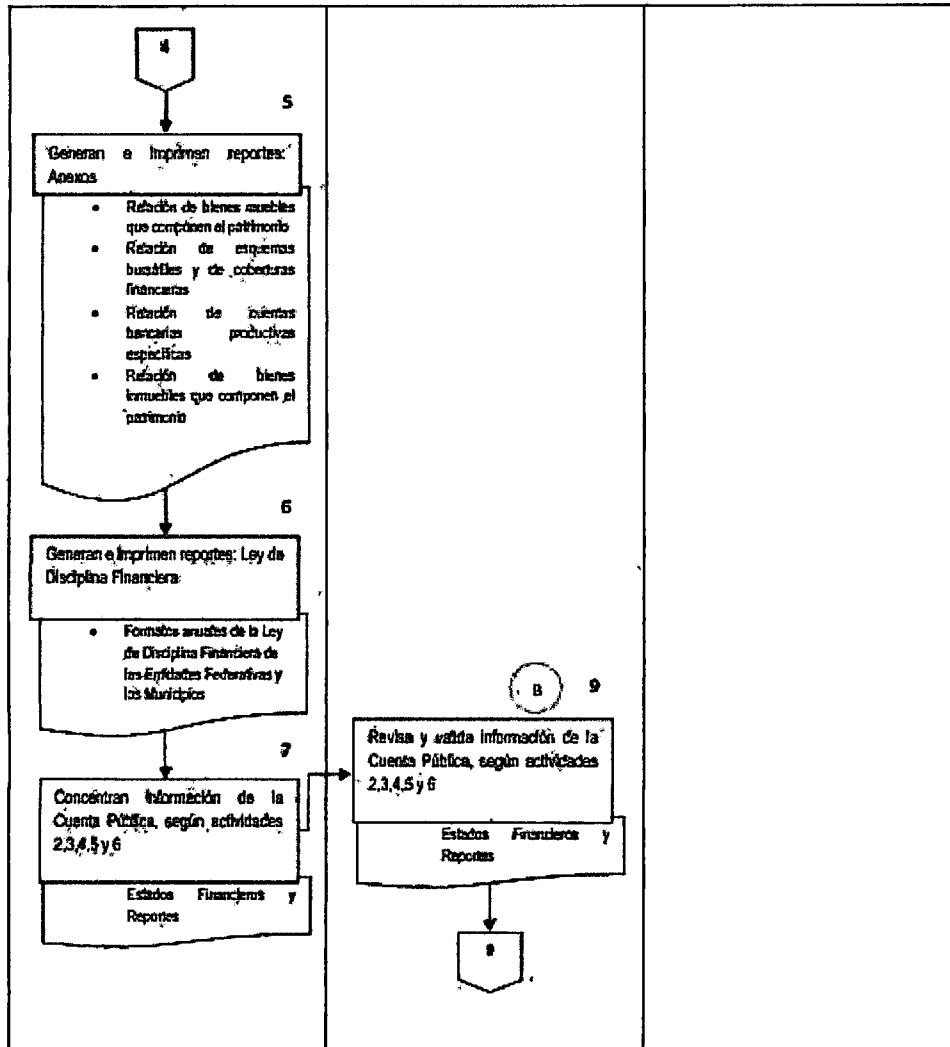 4
5
Generan e Imprimen reportes:
Anexos
• Relación de bienes muebles
que componen el patrimonio
• Relación de esquemas
bursátiles y de coberturas
financieras
• Relación de cuentas
bancarias productivas
específicas
• Relación de bienes
inmuebles que componen el
patrimonio
6
Generan e Imprimen reportes: Ley de
Disciplina Financiera
• Formatos anuales de la Ley
de Disciplina Financiera de
las Entidades Federativas y
los Municipios
7
Concentran Información de la
Cuenta Pública, según actividades
2,3,4,5 y 6
Estados Financieros y
Reportes
B
9
Revisa y valida información de la
Cuenta Pública, según actividades
2,3,4,5 y 6
Estados Financieros y
Reportes